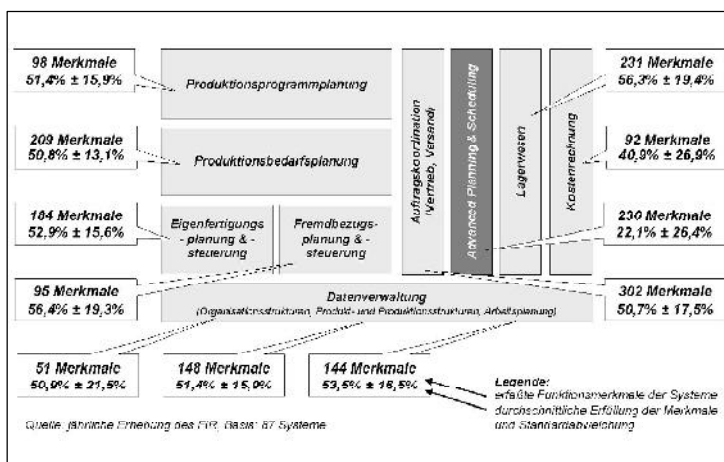 98 Merkmale
51,4% ± 15,9%
Produktionsprogrammplanung
209 Merkmale
50,8% ± 13,1%
Produktionsbedarfsplanung
184 Merkmale
52,9% ± 15,6%
Eigenfertigungs
- planung & -
steuerung
Fremdbezugs-
planung & -
steuerung
95 Merkmale
56,4% ± 19,3%
Auftragskoordination
(Vertrieb, Versand)
Advanced Planning & Scheduling
Lagerwesen
Kostenrechnung
231 Merkmale
56,3% ± 19,4%
92 Merkmale
40,9% ± 26,9%
230 Merkmale
22,1% ± 26,4%
302 Merkmale
50,7% ± 17,5%
Datenverwaltung
(Organisationsstrukturen, Produkt- und Produktionsstrukturen, Arbeitsplanung)
51 Merkmale
50,9% ± 21,5%
148 Merkmale
51,4% ± 15,9%
144 Merkmale
53,5% ± 16,5%
Legende:
erfaßte Funktionsmerkmale der Systeme
durchschnittliche Erfüllung der Merkmale
und Standardabweichung
Quelle: jährliche Erhebung des FIR, Basis: 87 Systeme